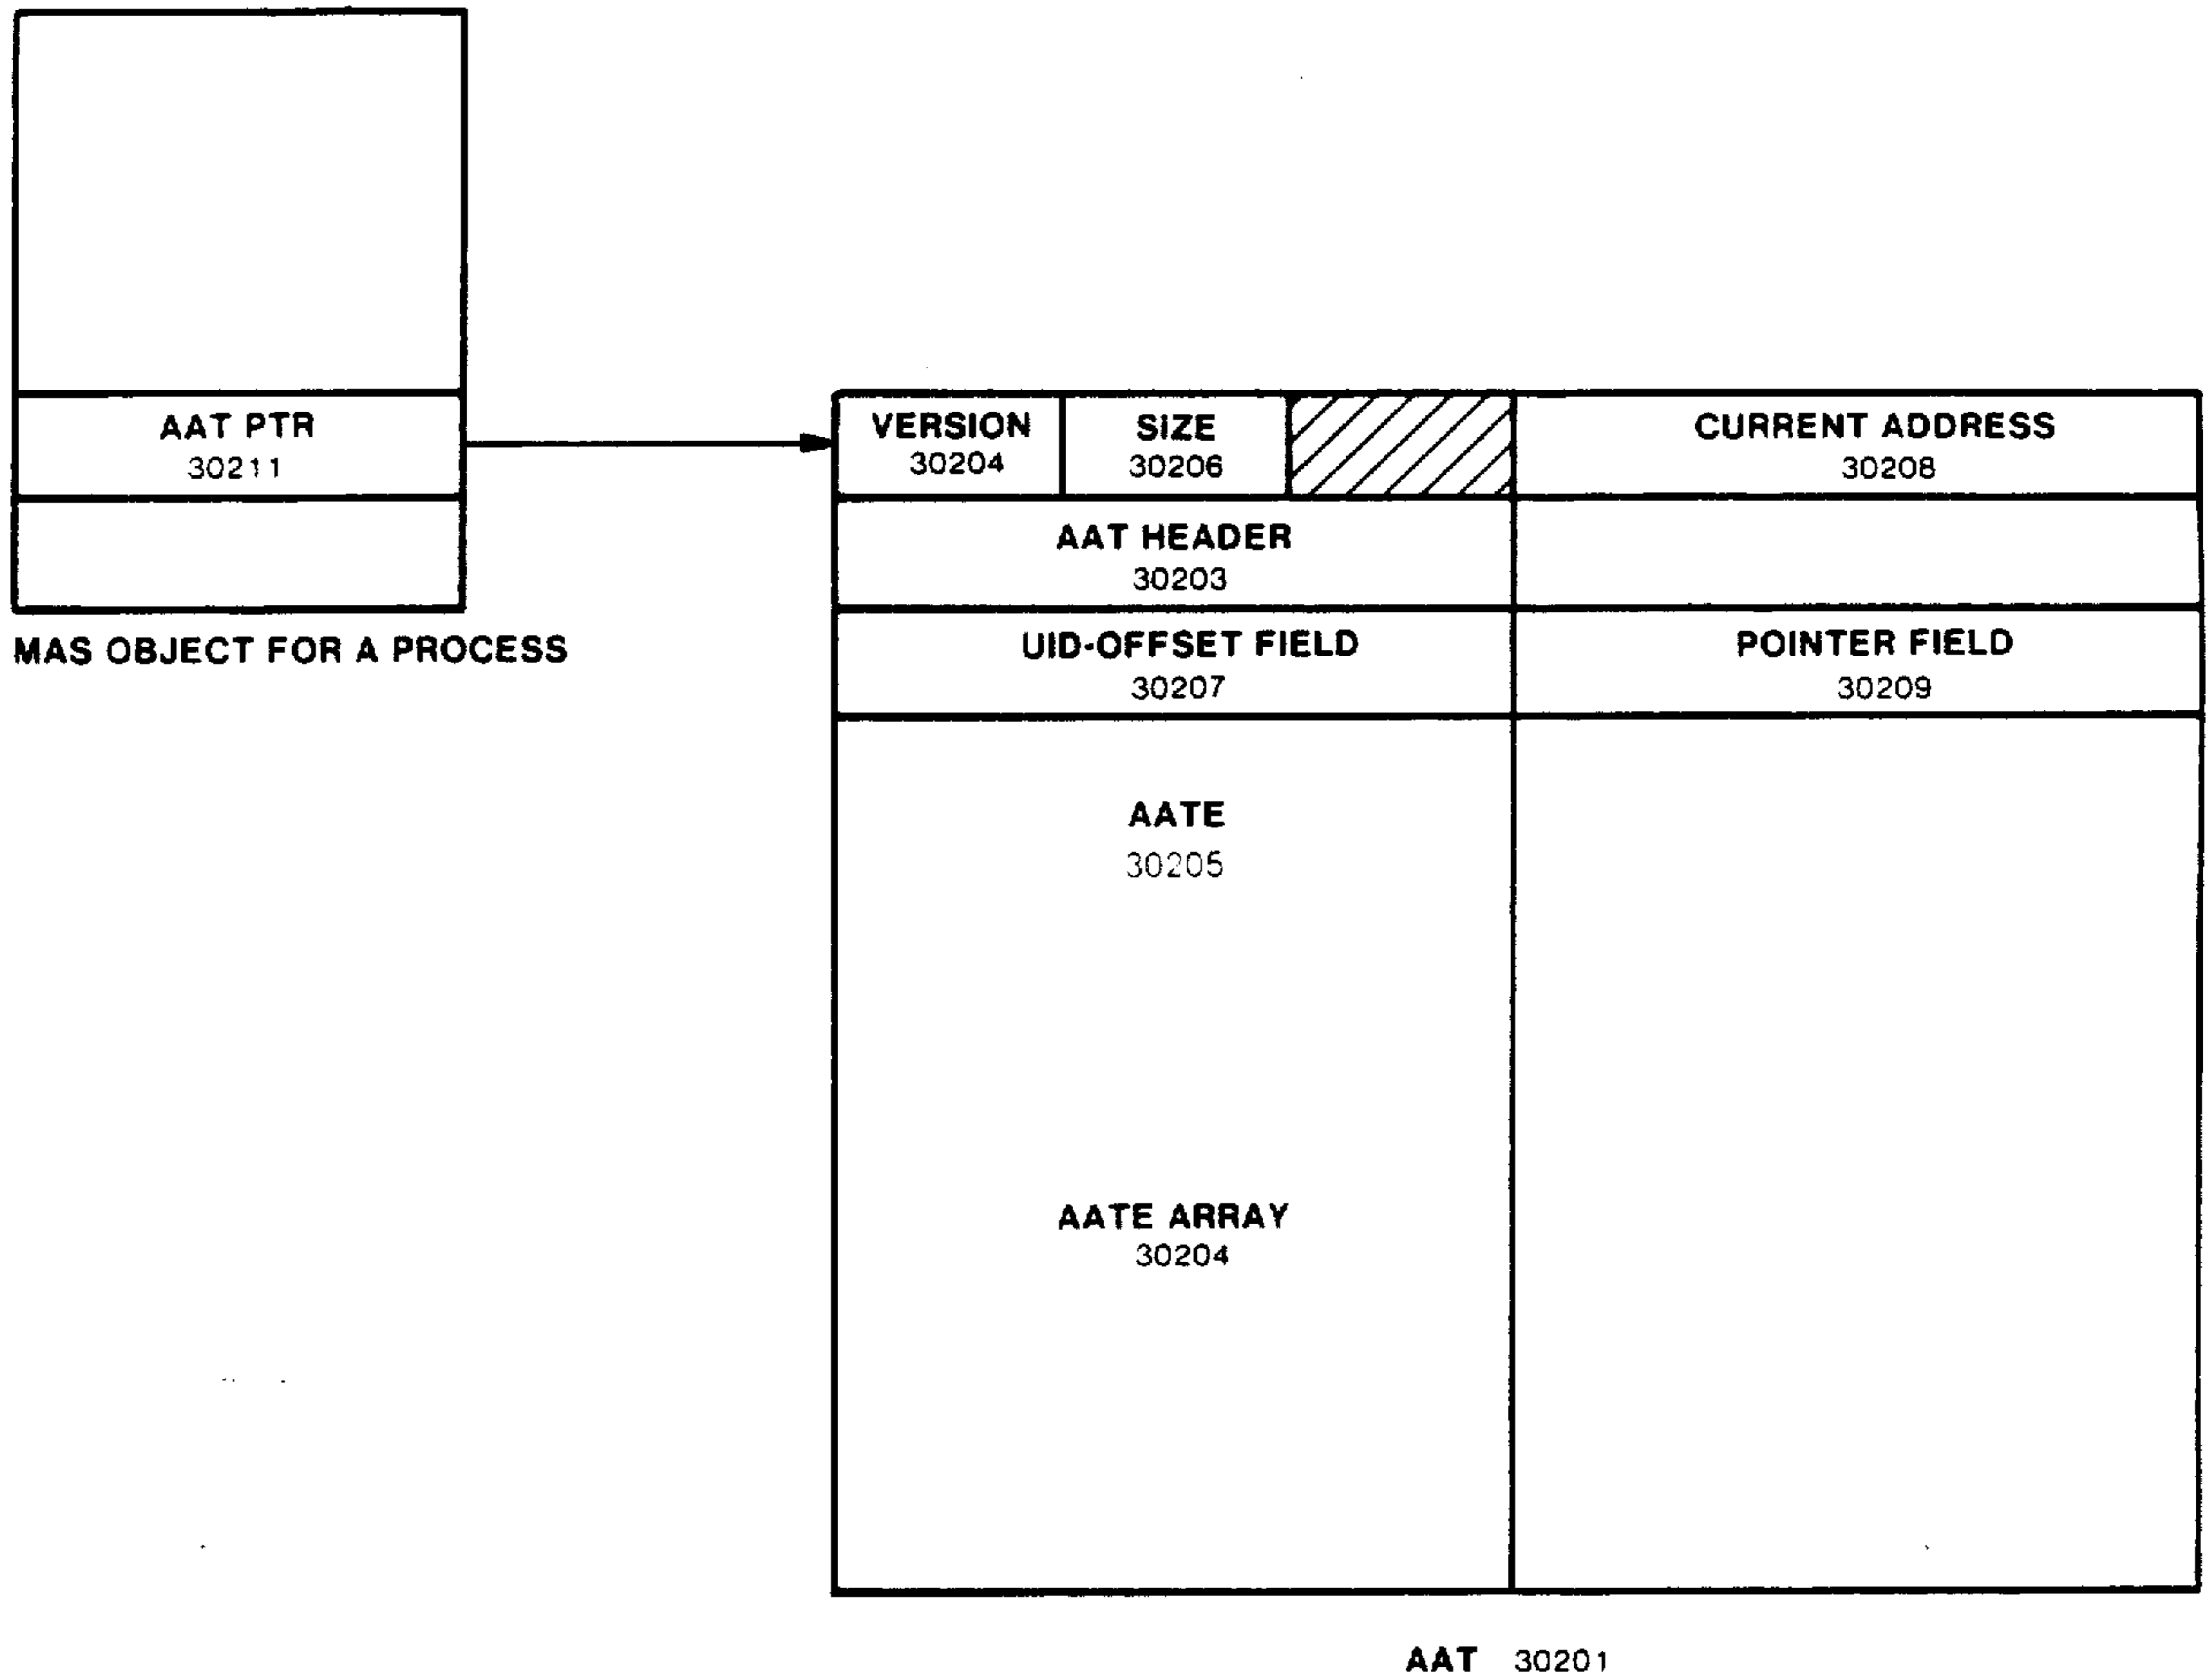 AAT PTR
30211
MAS OBJECT FOR A PROCESS
VERSION
30204
SIZE
30206
CURRENT ADDRESS
30208
AAT HEADER
30203
UID-OFFSET FIELD
30207
POINTER FIELD
30209
AATE
30205
AATE ARRAY
30204
AAT 30201